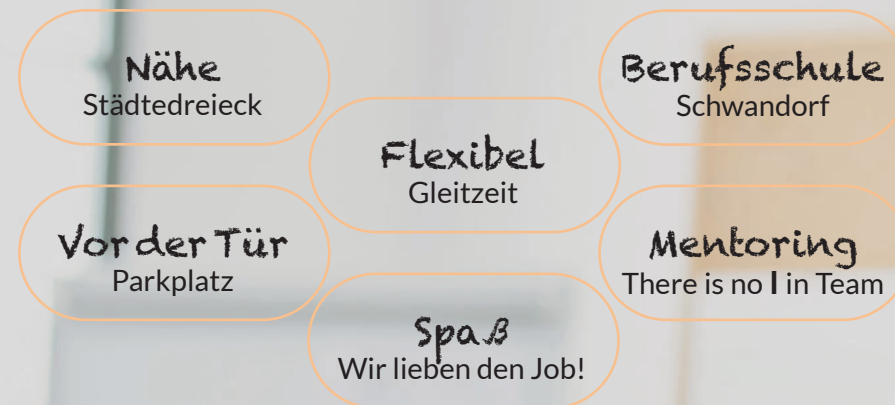 Nähe
Städtedreieck
Berufsschule
Schwandorf
Flexibel
Gleitzeit
Vor der Tür
Parkplatz
Mentoring
There is no I in Team
Spaß
Wir lieben den Job!